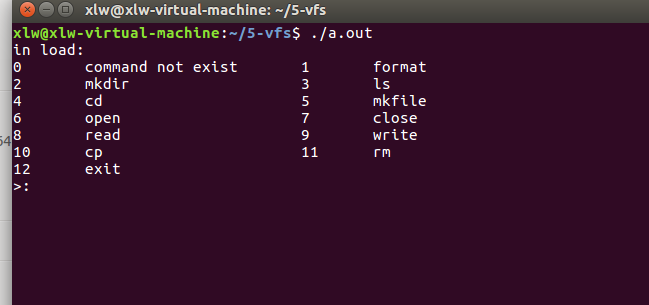 xlw@xlw-virtual-machine: ~/5-vfs
xlw@xlw-virtual-machine:~/5-vfs$ ./a.out
in load:
0 command not exist 1 format
2 mkdir 3 ls
4 cd 5 mkfile
6 open 7 close
8 read 9 write
10 cp 11 rm
12 exit
>: